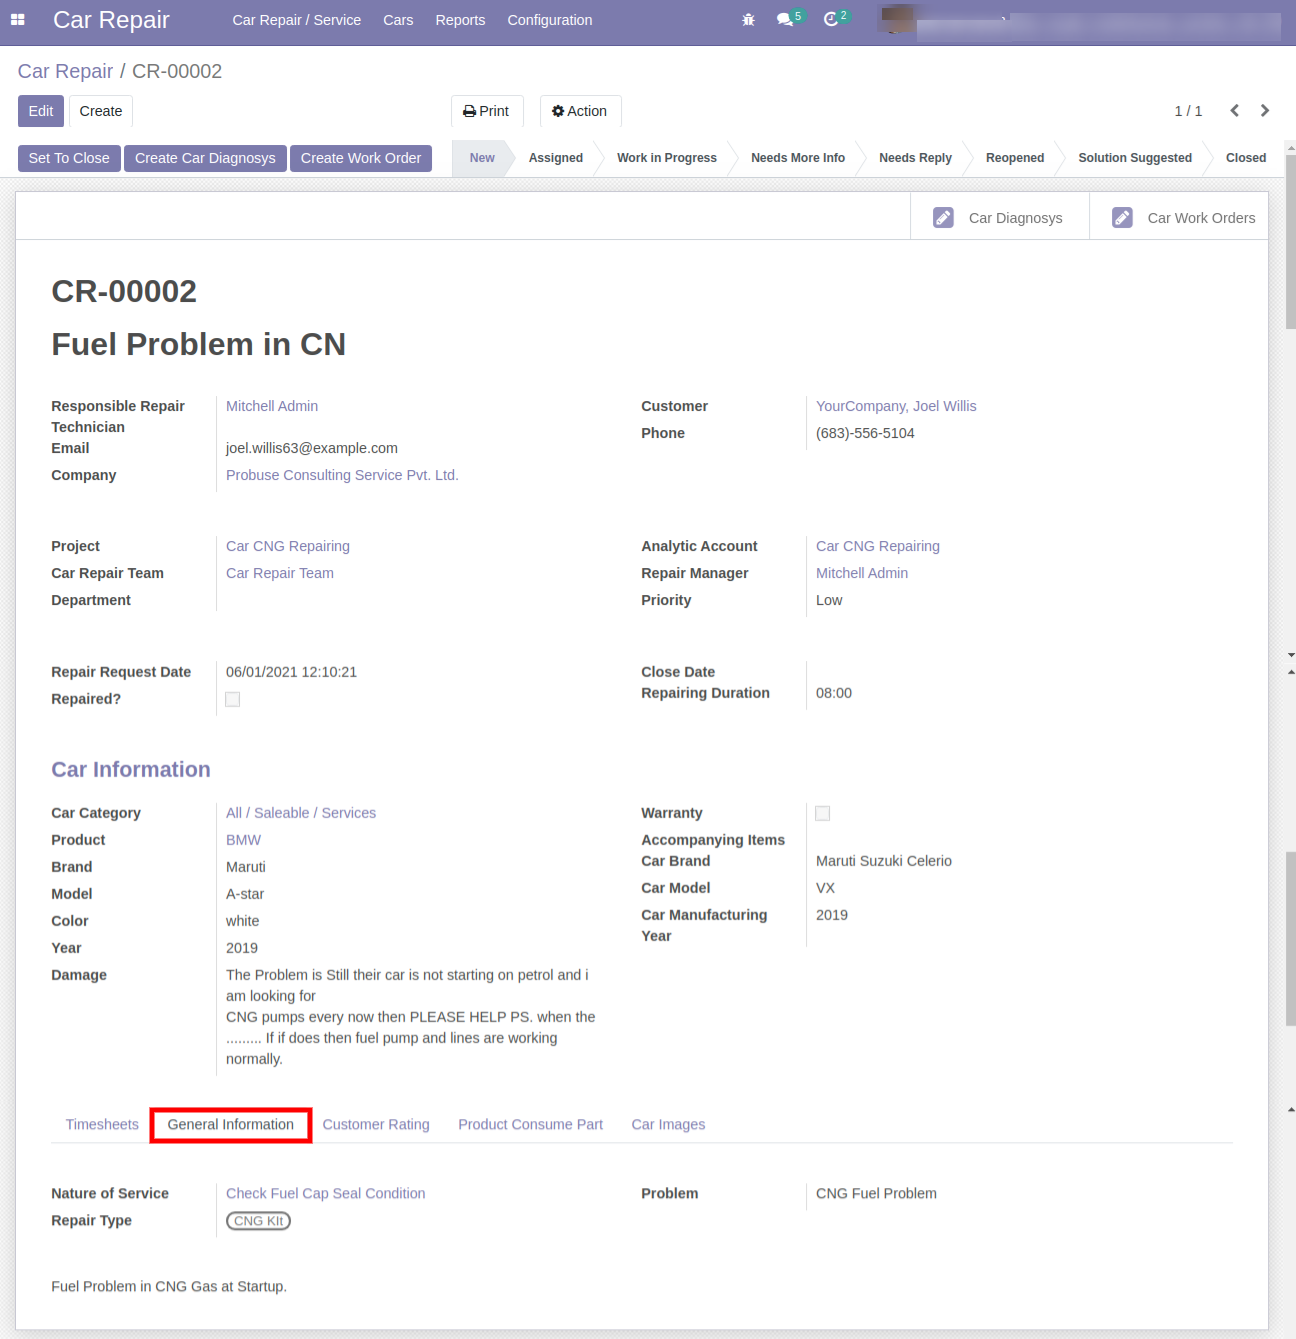 Car Repair Car Repair / Service Cars Reports Configuration 5 2
Car Repair / CR-00002
Edit Create Print Action 1 / 1
Set To Close Create Car Diagnosys Create Work Order New Assigned Work in Progress Needs More Info Needs Reply Reopened Solution Suggested Closed
Car Diagnosys Car Work Orders
CR-00002
Fuel Problem in CN
Responsible Repair Technician Mitchell Admin
Email joel.willis63@example.com
Company Probuse Consulting Service Pvt. Ltd.
Customer YourCompany, Joel Willis
Phone (683)-556-5104
Project Car CNG Repairing
Car Repair Team Car Repair Team
Department
Analytic Account Car CNG Repairing
Repair Manager Mitchell Admin
Priority Low
Repair Request Date 06/01/2021 12:10:21
Repaired?
Close Date
Repairing Duration 08:00
Car Information
Car Category All / Saleable / Services
Product BMW
Brand Maruti
Model A-star
Color white
Year 2019
Damage The Problem is Still their car is not starting on petrol and i
am looking for
CNG pumps every now then PLEASE HELP PS. when the
......... If if does then fuel pump and lines are working
normally.
Warranty
Accompanying Items
Car Brand Maruti Suzuki Celerio
Car Model VX
Car Manufacturing Year 2019
Timesheets General Information Customer Rating Product Consume Part Car Images
Nature of Service Check Fuel Cap Seal Condition
Repair Type CNG KIt
Problem CNG Fuel Problem
Fuel Problem in CNG Gas at Startup.